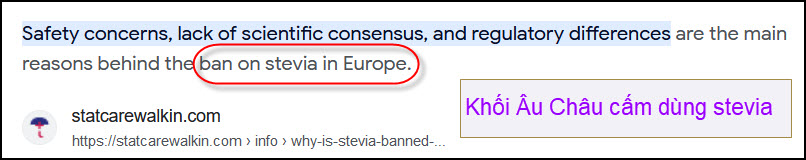 Safety concerns, lack of scientific consensus, and regulatory differences are the main
reasons behind the ban on stevia in Europe.
statcarewalkin.com
https://statcarewalkin.com › info › why-is-stevia-banned-...
Khối Âu Châu cấm dùng stevia